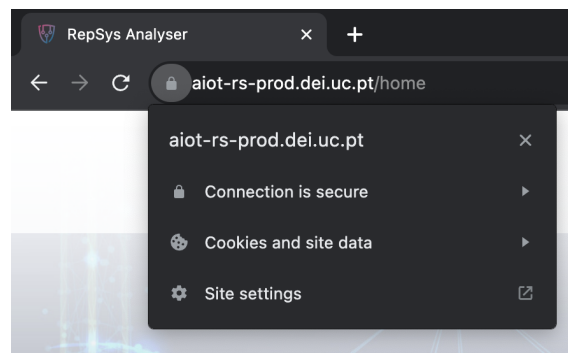 RepSys Analyser
aiot-rs-prod.dei.uc.pt/home
aiot-rs-prod.dei.uc.pt
Connection is secure
Cookies and site data
Site settings